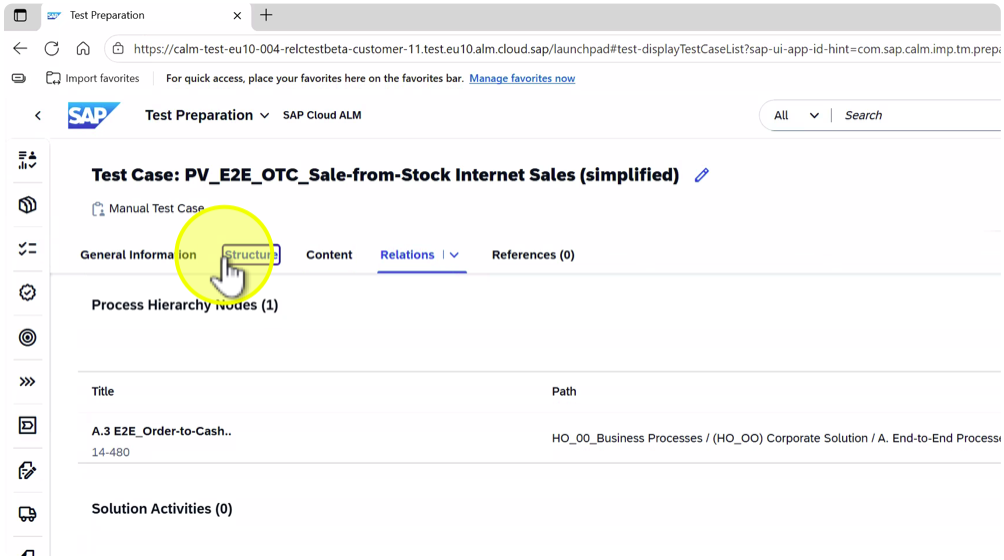 Test Preparation
https://calm-test-eu10-004-relctestbeta-customer-11.test.eu10.alm.cloud.sap/launchpad#test-displayTestCaseList?sap-ui-app-id-hint=com.sap.calm.imp.tm.prepa
Import favorites
For quick access, place your favorites here on the favorites bar. Manage favorites now
SAP Test Preparation SAP Cloud ALM
All Search
Test Case: PV_E2E_OTC_Sale-from-Stock Internet Sales (simplified)
Manual Test Case
General Information Structure Content Relations References (0)
Process Hierarchy Nodes (1)
Title Path
A.3 E2E_Order-to-Cash..
HO_00_Business Processes / (HO_OO) Corporate Solution / A. End-to-End Processe
14-480
Solution Activities (0)